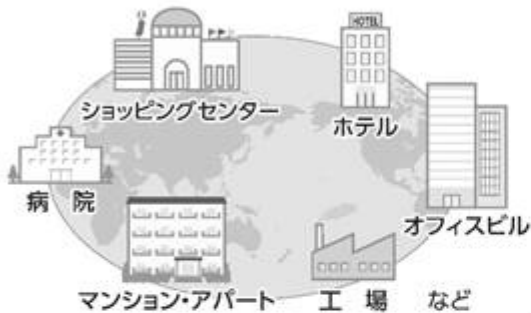 HOTEL
ショッピングセンター
ホテル
病 院
オフィスビル
マンション・アパート
工 場 など